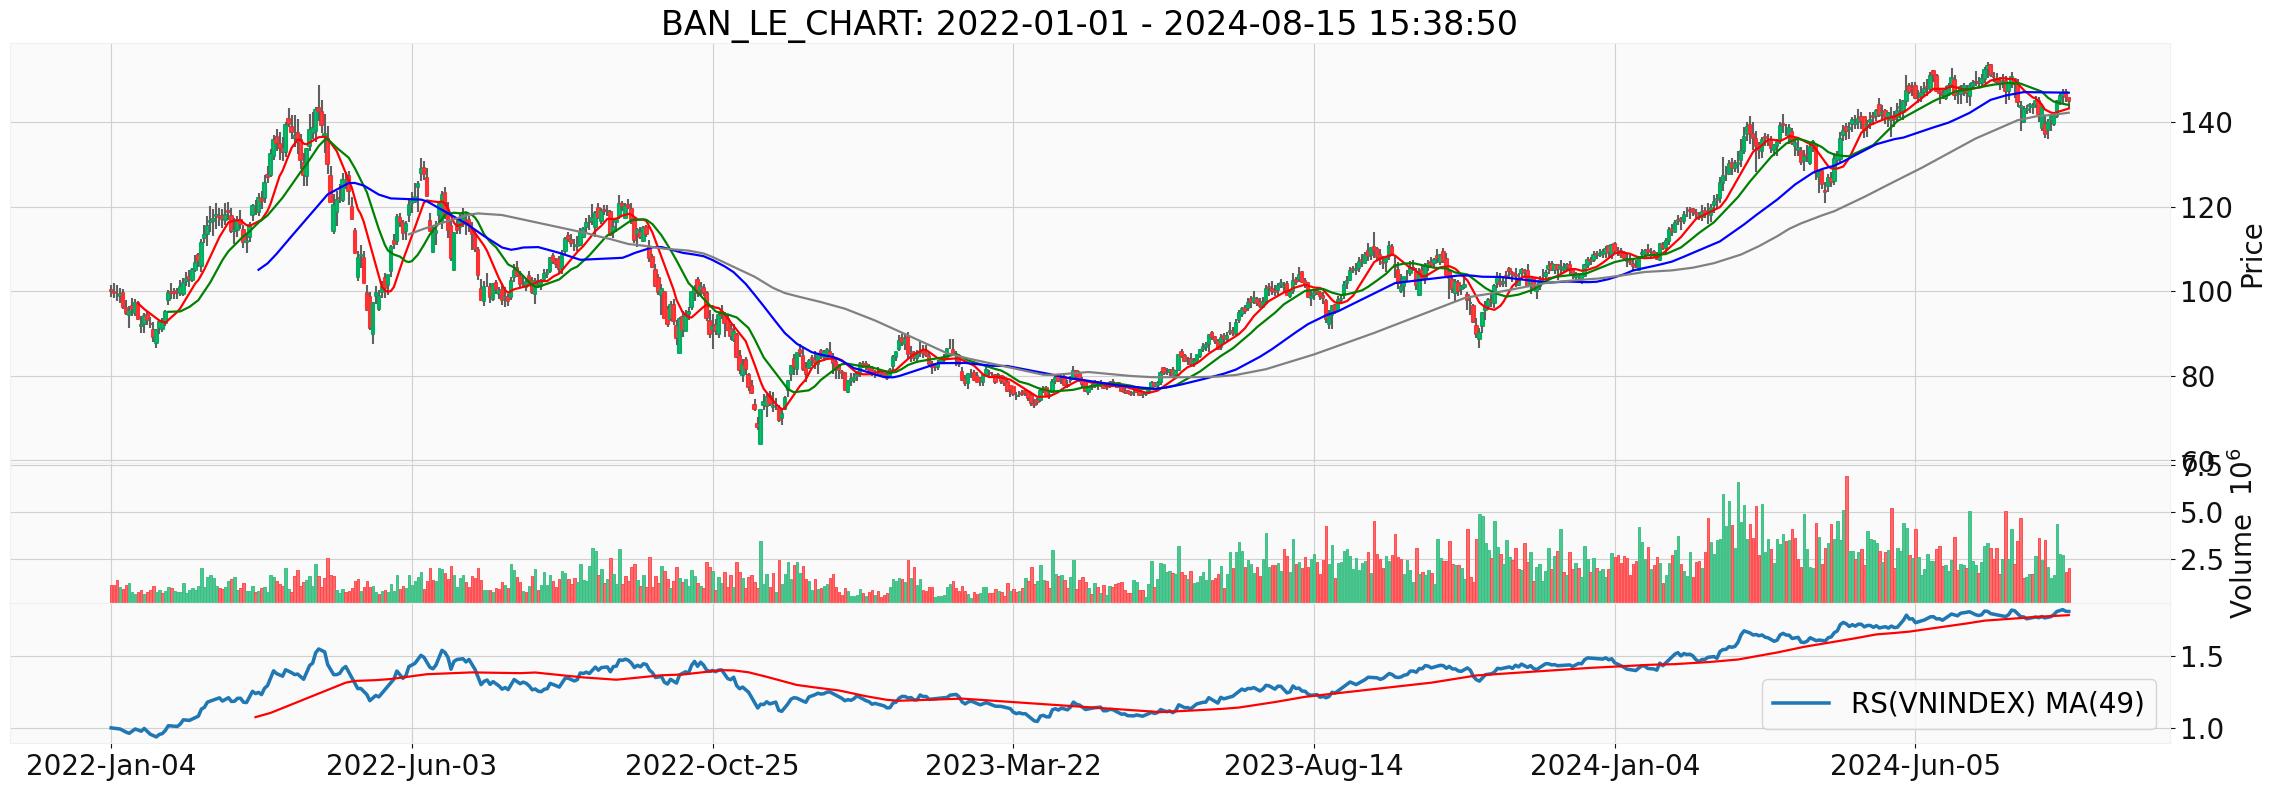 BAN_LE_CHART: 2022-01-01 - 2024-08-15 15:38:50
140
120
100
80
60
Price
7.5
5.0
2.5
Volume 10⁶
1.5
1.0
RS(VNINDEX) MA(49)
2022-Jan-04 2022-Jun-03 2022-Oct-25 2023-Mar-22 2023-Aug-14 2024-Jan-04 2024-Jun-05